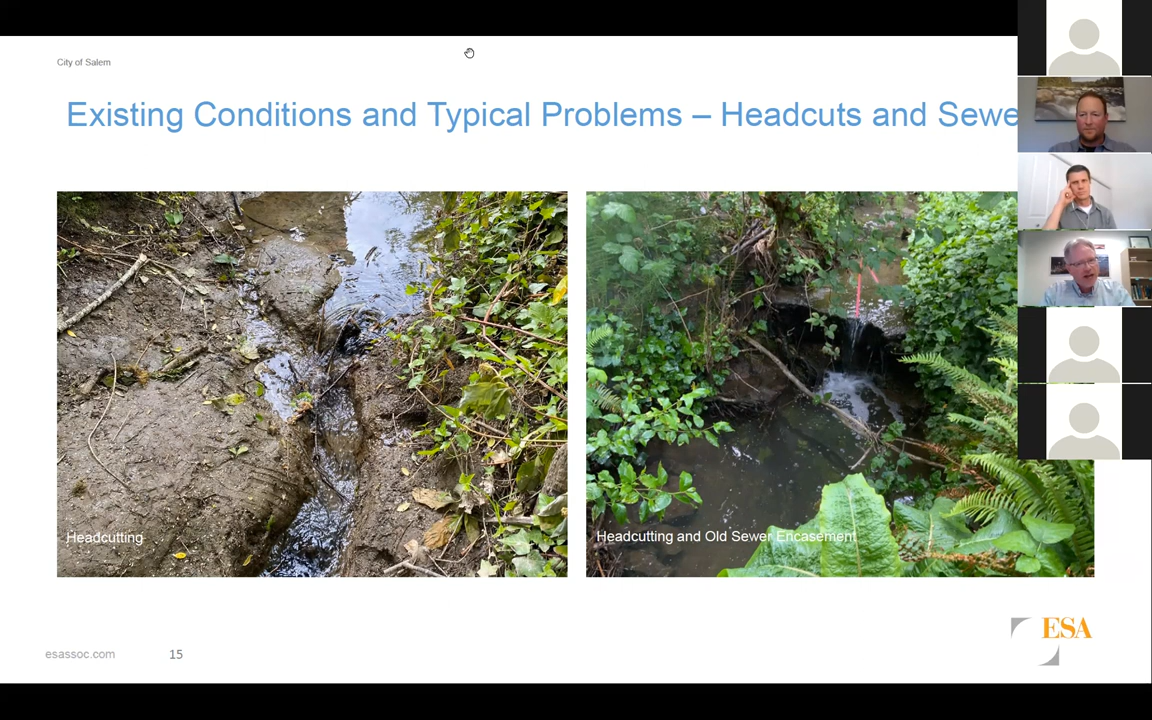 City of Salem
Existing Conditions and Typical Problems – Headcuts and Sewe
Headcutting
Headcutting and Old Sewer Encasement
ESA
esassoc.com
15